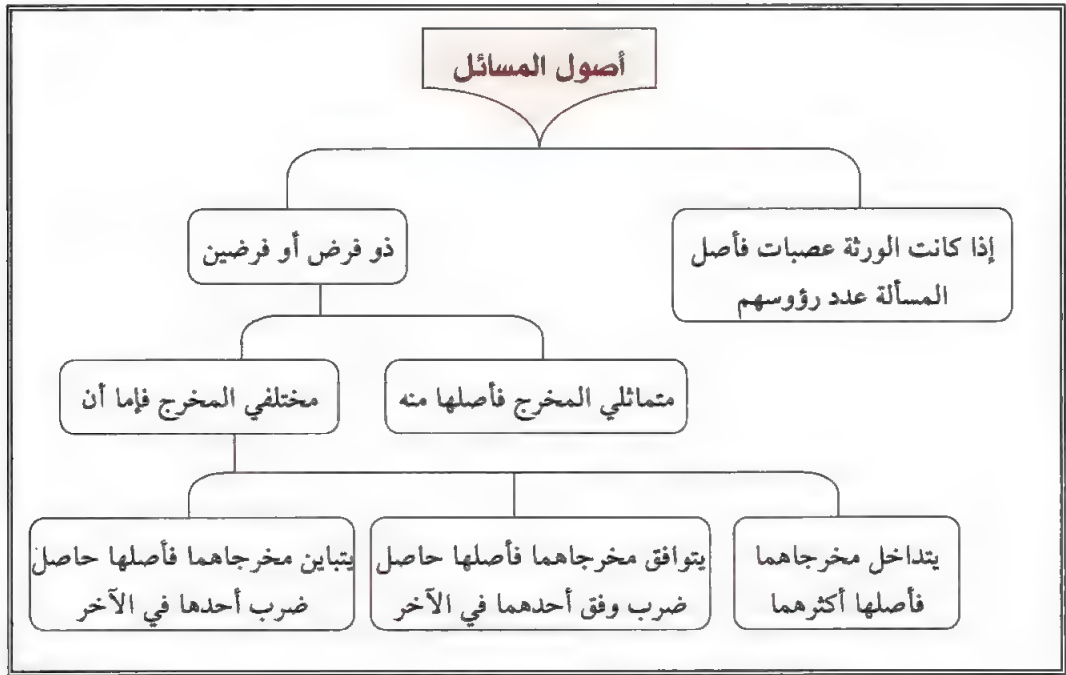 أصول المسائل
إذا كانت الورثة عصبات فأصل
المسألة عدد رؤوسهم
ذو فرض أو فرضين
متماثلي المخرج فأصلها منه
مختلفي المخرج فإما أن
يتداخل مخرجاهما
فأصلها أكثرهما
يتوافق مخرجاهما فأصلها حاصل
ضرب وفق أحدهما في الآخر
يتباين مخرجاهما فأصلها حاصل
ضرب أحدها في الآخر